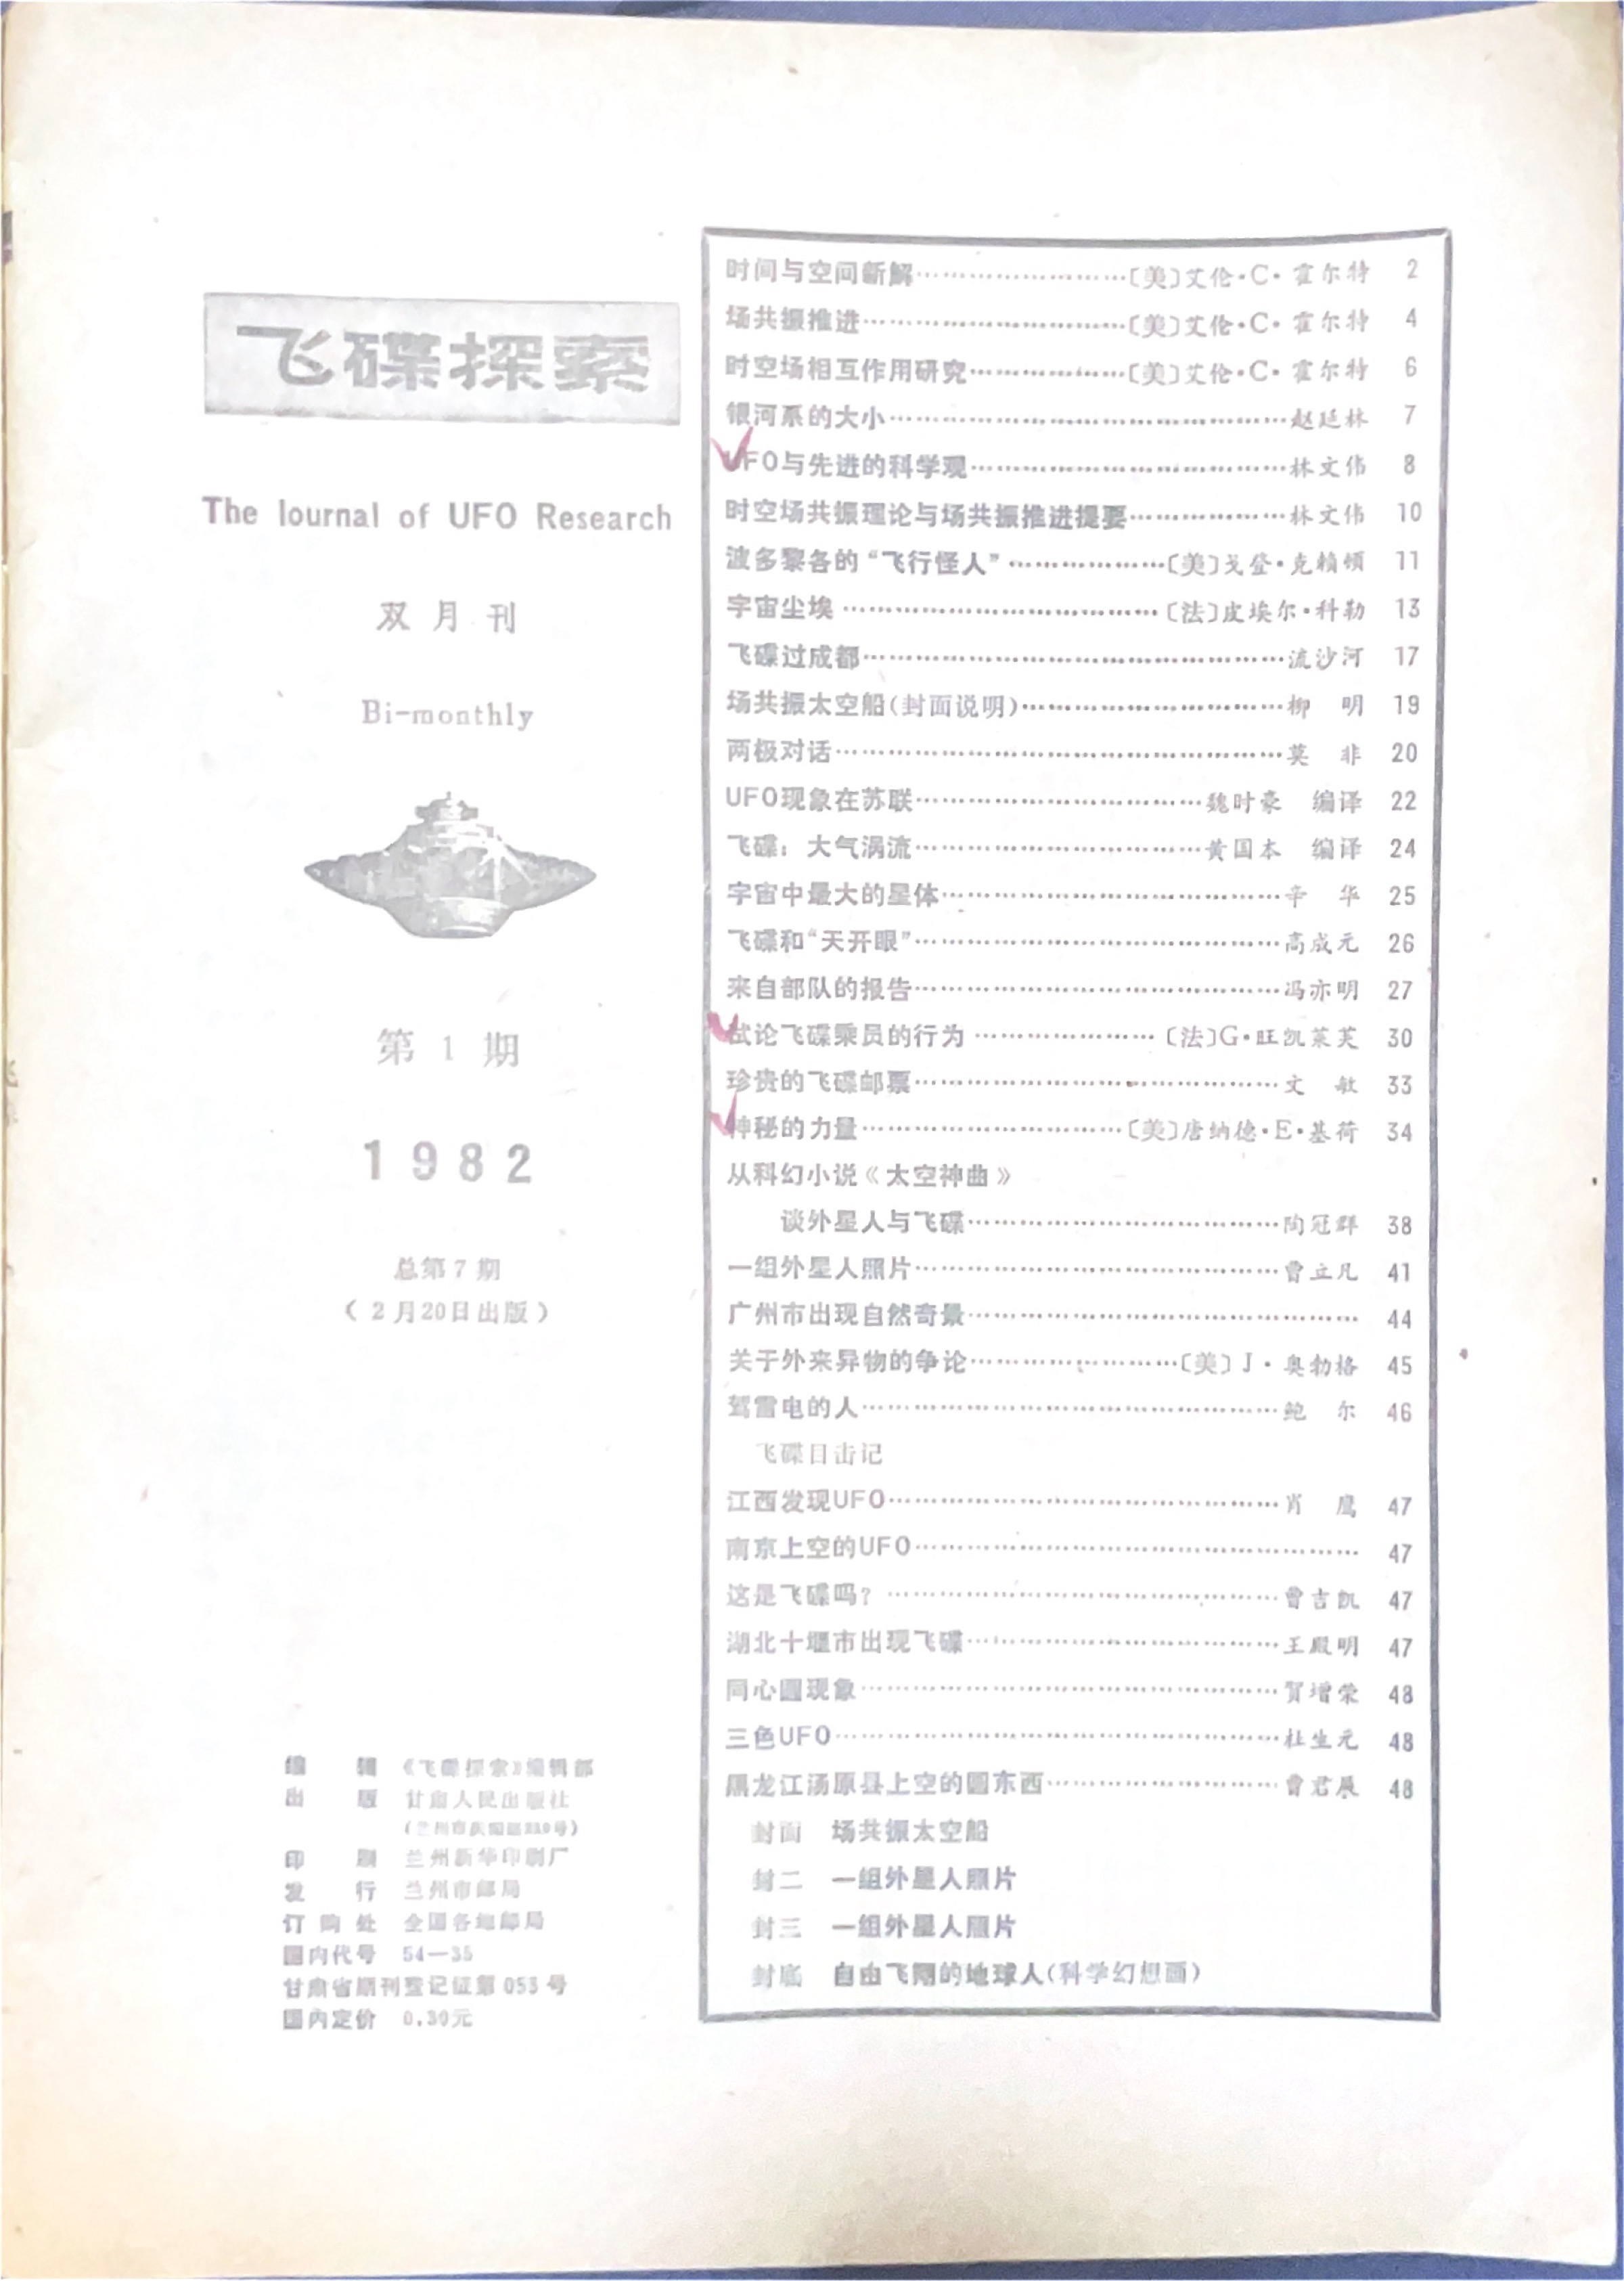 飞碟探索
The Journal of UFO Research
双月刊
Bi-monthly
第1期
1982
总第7期
(2月20日出版)
编辑 《飞碟探索》编辑部
出版 甘肃人民出版社
印刷 兰州新华印刷厂
发行 兰州市邮局
订购处 全国各地邮局
国内代号 54—35
甘肃省期刊登记证第053号
国内定价 0.30元
时间与空间新解……〔美〕艾伦·C·霍尔特 2
场共振推进……〔美〕艾伦·C·霍尔特 4
时空场相互作用研究……〔美〕艾伦·C·霍尔特 6
银河系的大小……赵延林 7
UFO与先进的科学观……林文伟 8
时空场共振理论与场共振推进提要……林文伟 10
波多黎各的“飞行怪人”……〔美〕戈登·克赖顿 11
宇宙尘埃……〔法〕皮埃尔·科勒 13
飞碟过成都……流沙河 17
场共振太空船(封面说明)……柳 明 19
两极对话……莫 非 20
UFO现象在苏联……魏时豪 编译 22
飞碟：大气涡流……黄国本 编译 24
宇宙中最大的星体……辛 华 25
飞碟和“天开眼”……高成元 26
来自部队的报告……冯亦明 27
试论飞碟乘员的行为……〔法〕G·旺凯莱芙 30
珍贵的飞碟邮票……文 敏 33
神秘的力量……〔美〕唐纳德·E·基荷 34
从科幻小说《太空神曲》
谈外星人与飞碟……陶冠群 38
一组外星人照片……曹立凡 41
广州市出现自然奇景…… 44
关于外来异物的争论……〔美〕J·奥勃格 45
驾雷电的人……鲍 尔 46
飞碟目击记
江西发现UFO……肖 鹰 47
南京上空的UFO…… 47
这是飞碟吗？……曾吉凯 47
湖北十堰市出现飞碟……王殿明 47
同心圆现象……贺增荣 48
三色UFO……杜生元 48
黑龙江汤原县上空的圆东西……曹君展 48
封面 场共振太空船
封二 一组外星人照片
封三 一组外星人照片
封底 自由飞翔的地球人(科学幻想画)